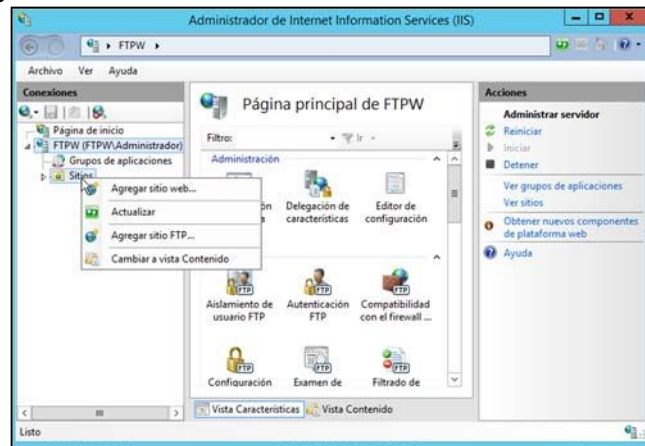 Administrador de Internet Information Services (IIS)
FTPW
Archivo Ver Ayuda
Conexiones
Página de inicio
FTPW (FTPW\Administrador)
Grupos de aplicaciones
Sitios
Agregar sitio web...
Actualizar
Agregar sitio FTP...
Cambiar a vista Contenido
Página principal de FTPW
Filtro: Ir
Administración
Delegación de
características
Editor de
configuración
Aislamiento de
usuario FTP
Autenticación
FTP
Compatibilidad
con el firewall ...
Configuración
Examen de
Filtrado de
Vista Características Vista Contenido
Acciones
Administrar servidor
Reiniciar
Iniciar
Detener
Ver grupos de aplicaciones
Ver sitios
Obtener nuevos componentes
de plataforma web
Ayuda
Listo